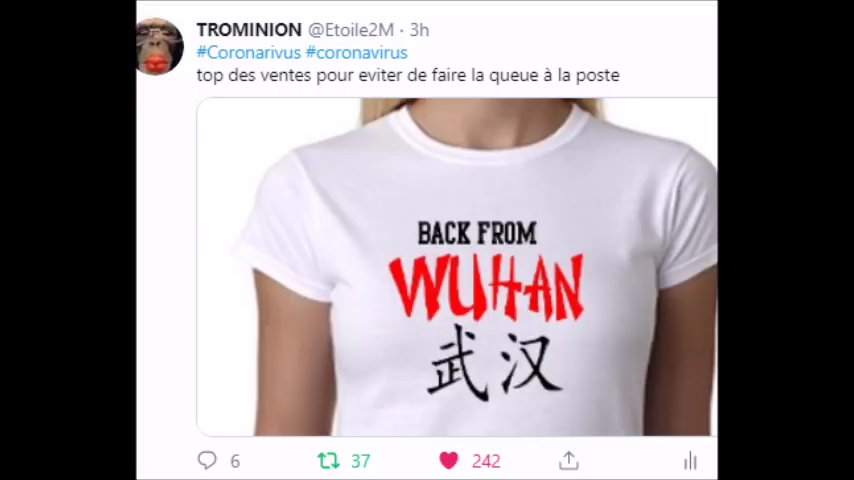 TROMINION @Etoile2M · 3h
#Coronarivus #coronavirus
top des ventes pour eviter de faire la queue à la poste
BACK FROM
WUHAN
武汉
6 37 242